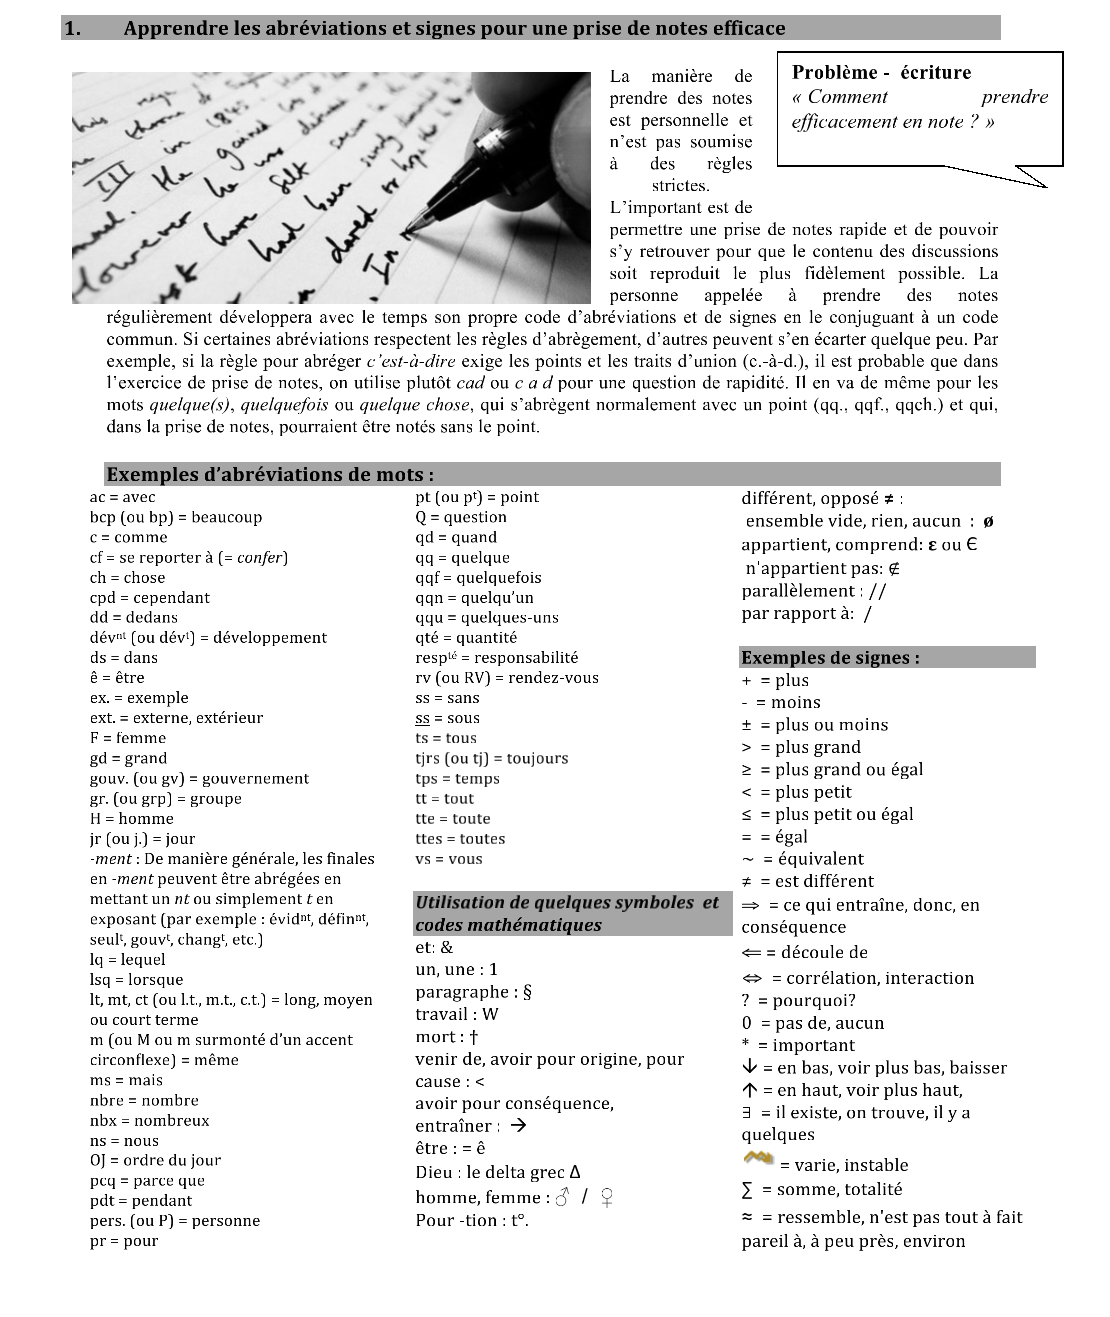 1. Apprendre les abréviations et signes pour une prise de notes efficace
Problème - écriture
« Comment prendre
efficacement en note ? »
La manière de
prendre des notes
est personnelle et
n'est pas soumise
à des règles
strictes.
L'important est de
permettre une prise de notes rapide et de pouvoir
s'y retrouver pour que le contenu des discussions
soit reproduit le plus fidèlement possible. La
personne appelée à prendre des notes
régulièrement développera avec le temps son propre code d'abréviations et de signes en le conjuguant à un code
commun. Si certaines abréviations respectent les règles d'abrègement, d'autres peuvent s'en écarter quelque peu. Par
exemple, si la règle pour abréger c'est-à-dire exige les points et les traits d'union (c.-à-d.), il est probable que dans
l'exercice de prise de notes, on utilise plutôt cad ou c a d pour une question de rapidité. Il en va de même pour les
mots quelque(s), quelquefois ou quelque chose, qui s'abrègent normalement avec un point (qq., qqf., qqch.) et qui,
dans la prise de notes, pourraient être notés sans le point.
III
in 1845
the gained
However he was
silk
had been
dared to
. In
Exemples d'abréviations de mots :
ac = avec
bcp (ou bp) = beaucoup
c = comme
cf = se reporter à (= confer)
ch = chose
cpd = cependant
dd = dedans
dévⁿᵗ (ou dévᵗ) = développement
ds = dans
ê = être
ex. = exemple
ext. = externe, extérieur
F = femme
gd = grand
gouv. (ou gv) = gouvernement
gr. (ou grp) = groupe
H = homme
jr (ou j.) = jour
-ment : De manière générale, les finales
en -ment peuvent être abrégées en
mettant un nt ou simplement t en
exposant (par exemple : évidⁿᵗ, définⁿᵗ,
seulᵗ, gouvᵗ, changᵗ, etc.)
lq = lequel
lsq = lorsque
lt, mt, ct (ou l.t., m.t., c.t.) = long, moyen
ou court terme
m (ou M ou m surmonté d'un accent
circonflexe) = même
ms = mais
nbre = nombre
nbx = nombreux
ns = nous
OJ = ordre du jour
pcq = parce que
pdt = pendant
pers. (ou P) = personne
pr = pour
pt (ou pᵗ) = point
Q = question
qd = quand
qq = quelque
qqf = quelquefois
qqn = quelqu'un
qqu = quelques-uns
qté = quantité
respᵗᵉ́ = responsabilité
rv (ou RV) = rendez-vous
ss = sans
ss = sous
ts = tous
tjrs (ou tj) = toujours
tps = temps
tt = tout
tte = toute
ttes = toutes
vs = vous
Utilisation de quelques symboles et
codes mathématiques
et: &
un, une : 1
paragraphe : §
travail : W
mort : †
venir de, avoir pour origine, pour
cause : <
avoir pour conséquence,
entraîner : →
être : = ê
Dieu : le delta grec Δ
homme, femme : ♂ / ♀
Pour -tion : t°.
différent, opposé ≠ :
ensemble vide, rien, aucun : ø
appartient, comprend: ε ou Є
n'appartient pas: ∉
parallèlement : //
par rapport à: /
Exemples de signes :
+ = plus
- = moins
± = plus ou moins
> = plus grand
≥ = plus grand ou égal
< = plus petit
≤ = plus petit ou égal
= = égal
~ = équivalent
≠ = est différent
⇒ = ce qui entraîne, donc, en
conséquence
⇐ = découle de
⇔ = corrélation, interaction
? = pourquoi?
0 = pas de, aucun
* = important
↓ = en bas, voir plus bas, baisser
↑ = en haut, voir plus haut,
∃ = il existe, on trouve, il y a
quelques
= varie, instable
∑ = somme, totalité
≈ = ressemble, n'est pas tout à fait
pareil à, à peu près, environ